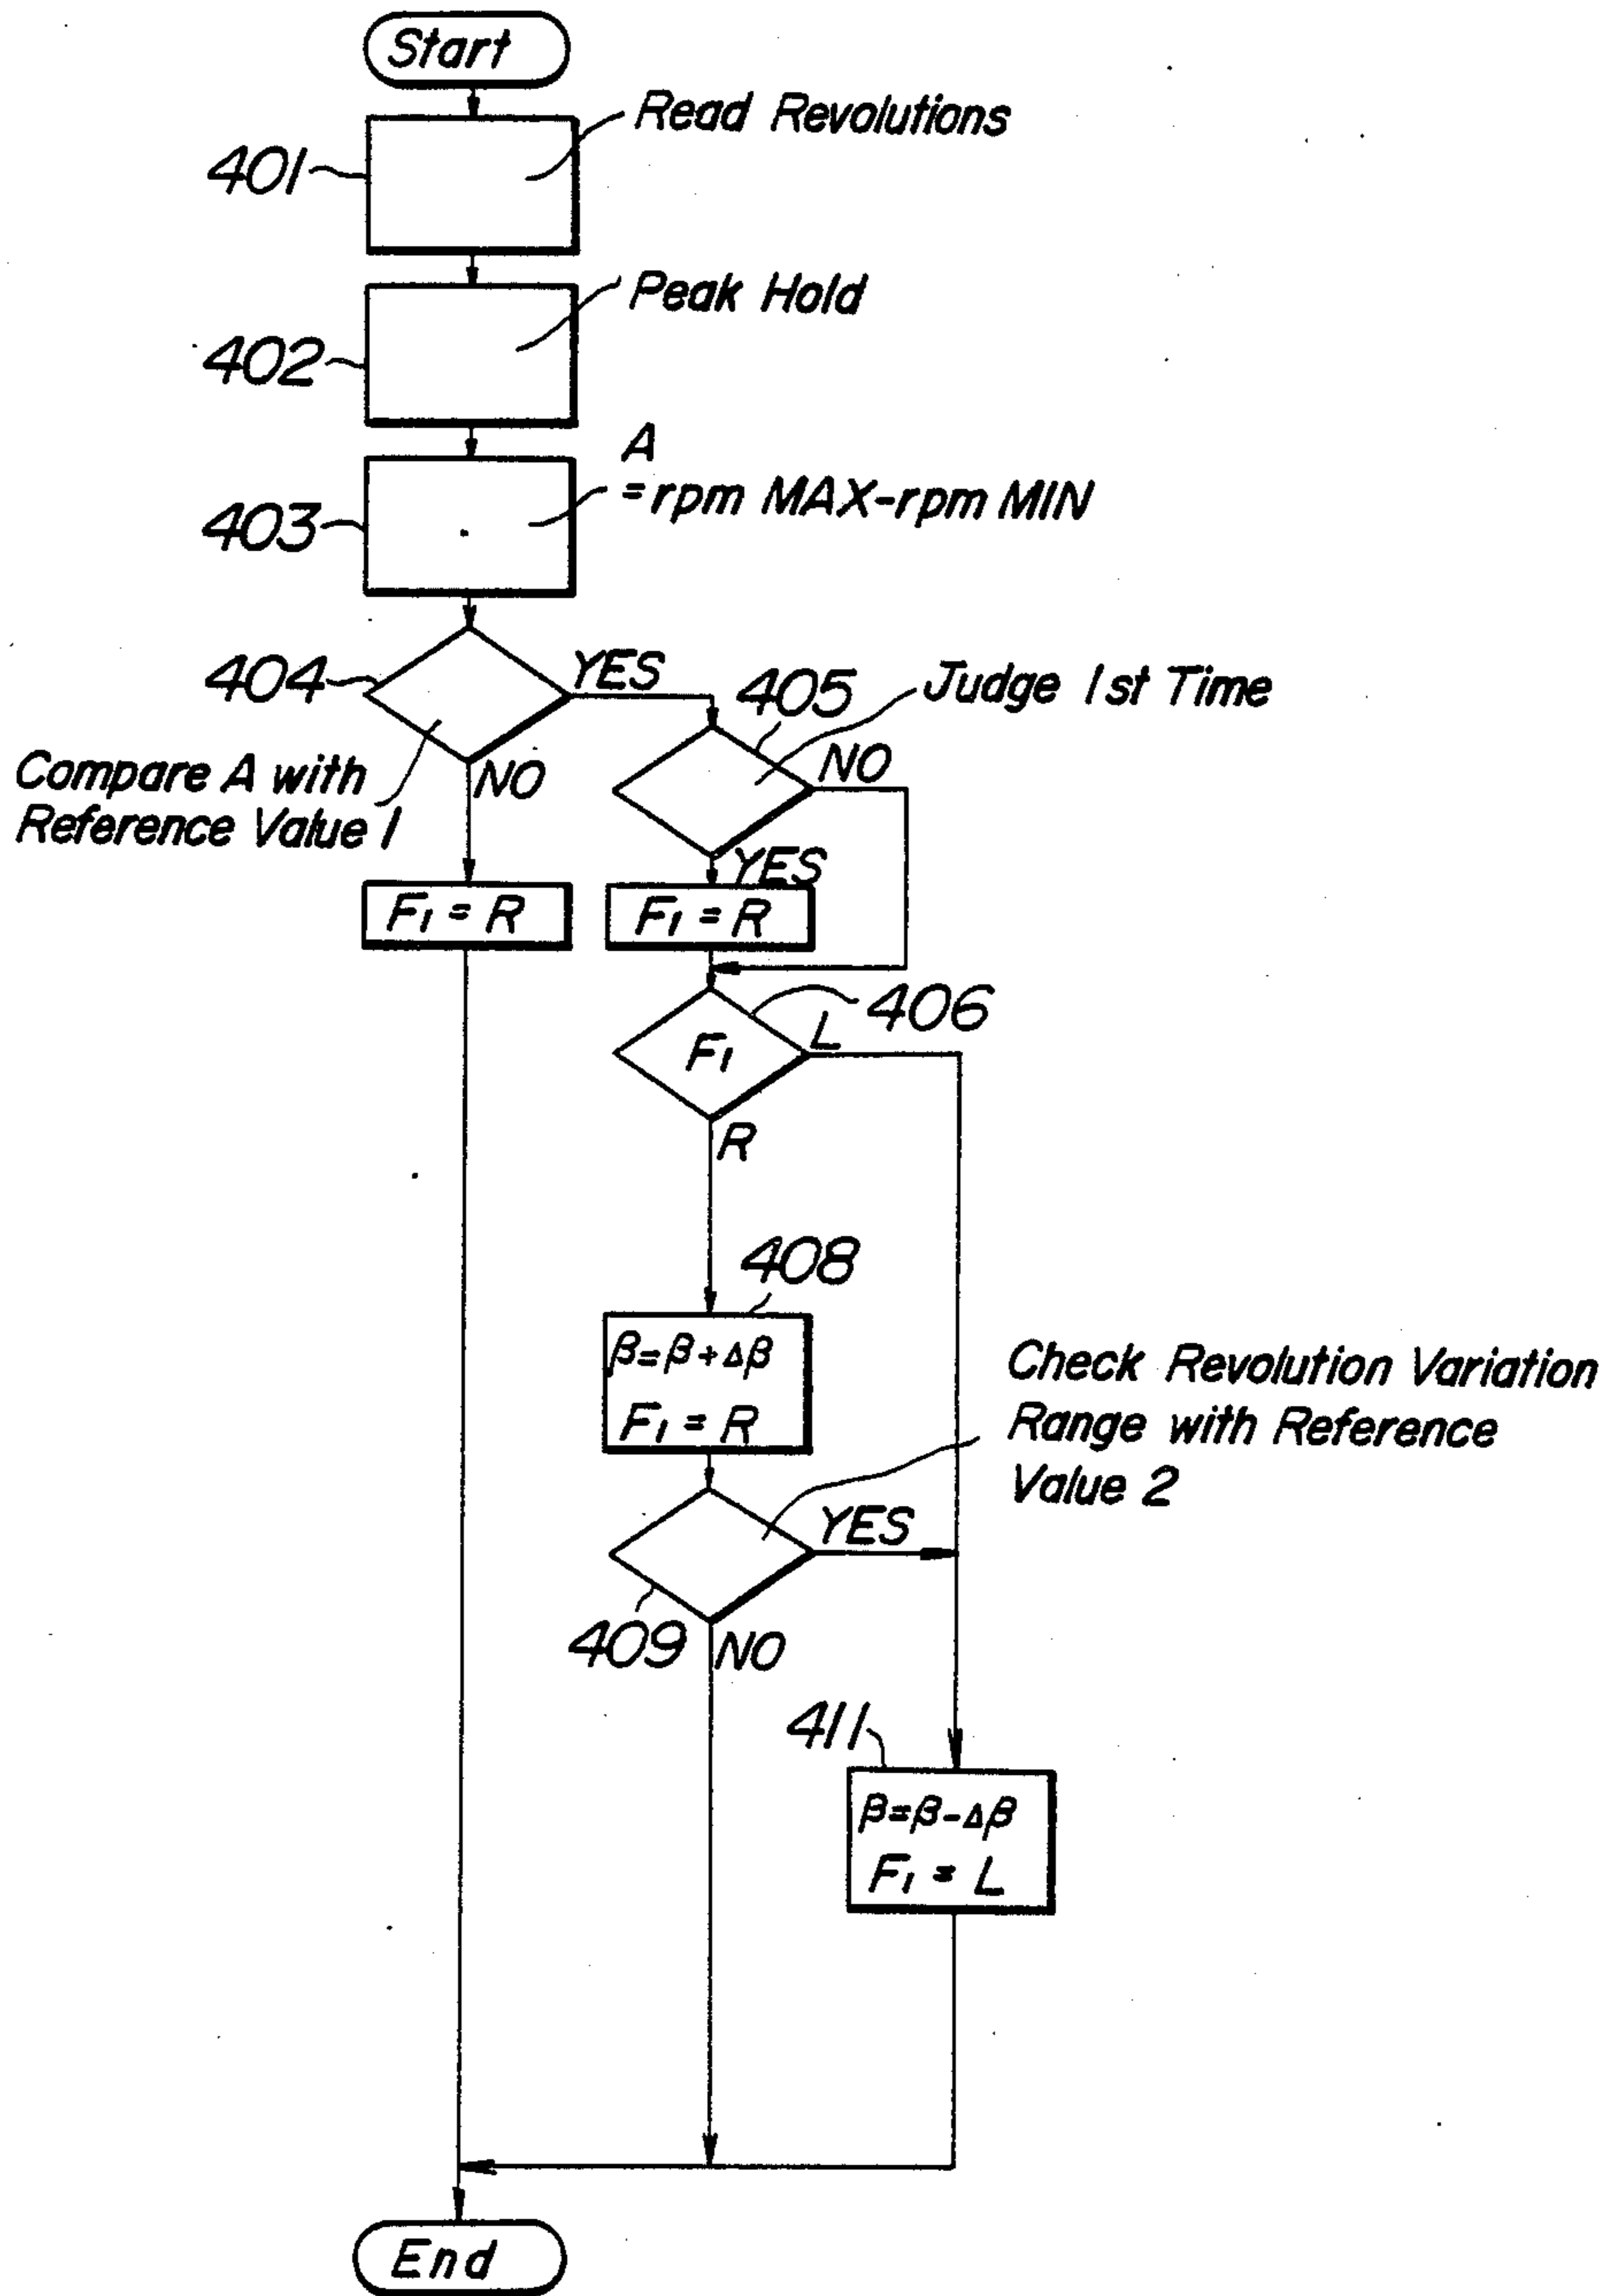 Start
Read Revolutions
401
Peak Hold
402
A
=rpm MAX-rpm MIN
403
404
YES
405
Judge 1st Time
Compare A with
Reference Value 1
NO
NO
YES
F1 = R
F1 = R
406
F1
L
R
408
β=β+Δβ
F1 = R
Check Revolution Variation
Range with Reference
Value 2
YES
409
NO
411
β=β-Δβ
F1 = L
End